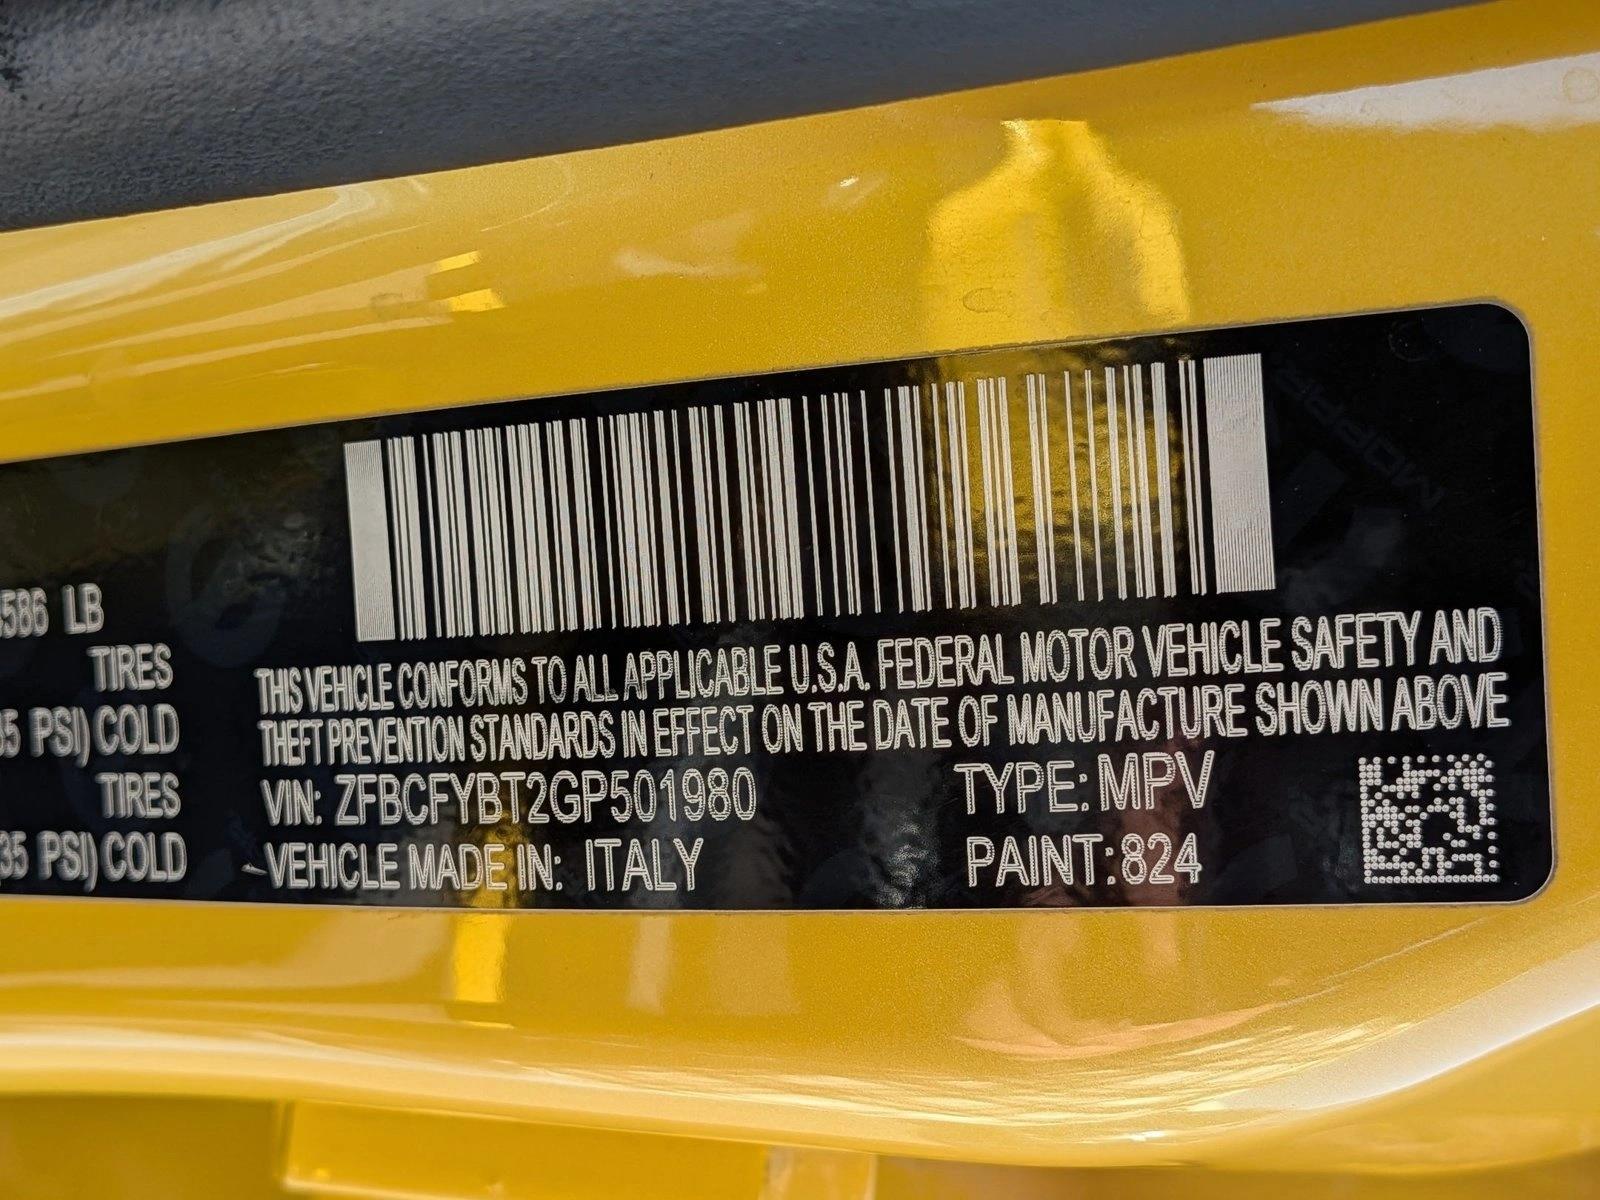 586 LB
TIRES
35 PSI) COLD
TIRES
35 PSI) COLD
MOPAR
THIS VEHICLE CONFORMS TO ALL APPLICABLE U.S.A. FEDERAL MOTOR VEHICLE SAFETY AND
THEFT PREVENTION STANDARDS IN EFFECT ON THE DATE OF MANUFACTURE SHOWN ABOVE
VIN: ZFBCFYBT2GP501980 TYPE: MPV
VEHICLE MADE IN: ITALY PAINT: 824